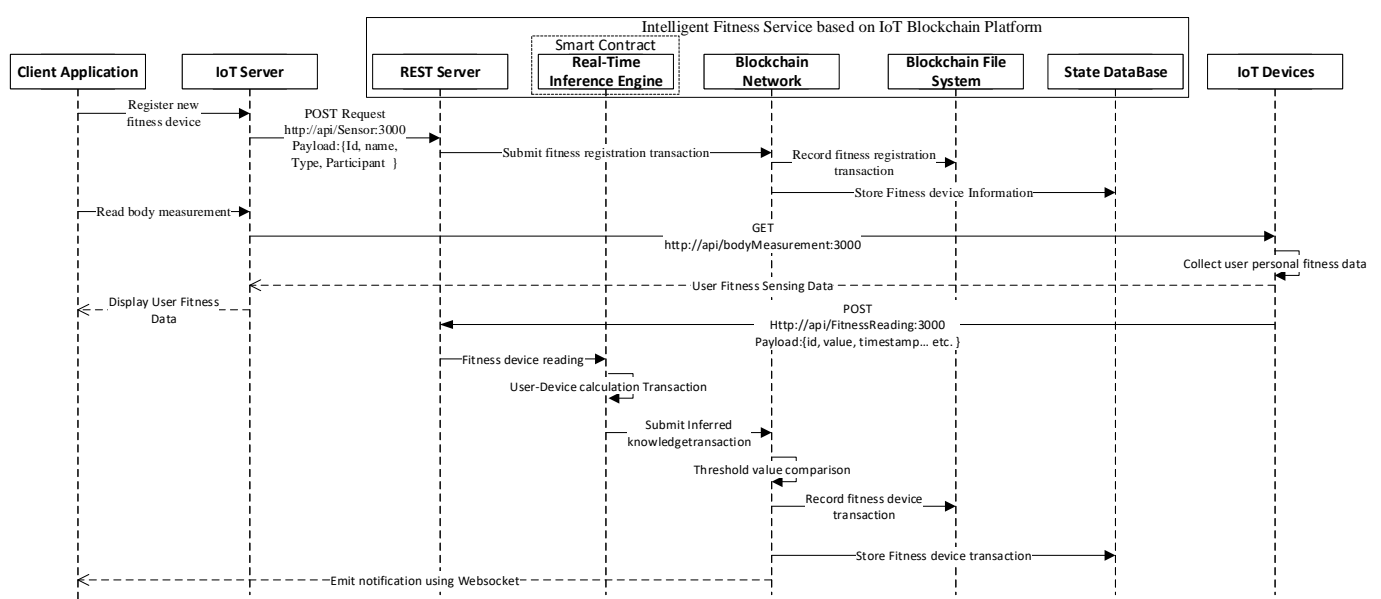 Intelligent Fitness Service based on IoT Blockchain Platform
Smart Contract
Client Application
IoT Server
REST Server
Real-Time
Inference Engine
Blockchain
Network
Blockchain File
System
State DataBase
IoT Devices
Register new
fitness device
POST Request
http://api/Sensor:3000
Payload:{Id, name,
Type, Participant }
Submit fitness registration transaction
Record fitness registration
transaction
Store Fitness device Information
Read body measurement
GET
http://api/bodyMeasurement:3000
Collect user personal fitness data
User Fitness Sensing Data
Display User Fitness
Data
POST
Http://api/FitnessReading:3000
Payload:{id, value, timestamp... etc. }
Fitness device reading
User-Device calculation Transaction
Submit Inferred
knowledgetransaction
Threshold value comparison
Record fitness device
transaction
Store Fitness device transaction
Emit notification using Websocket